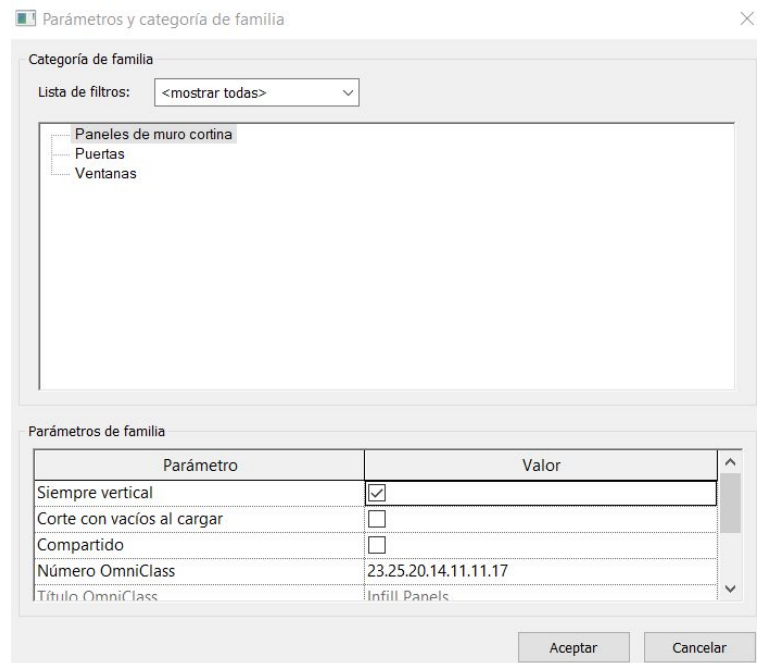 Parámetros y categoría de familia
Categoría de familia
Lista de filtros: <mostrar todas>
Paneles de muro cortina
Puertas
Ventanas
Parámetros de familia
Parámetro Valor
Siempre vertical
Corte con vacíos al cargar
Compartido
Número OmniClass 23.25.20.14.11.11.17
Título OmniClass Infill Panels
Aceptar Cancelar